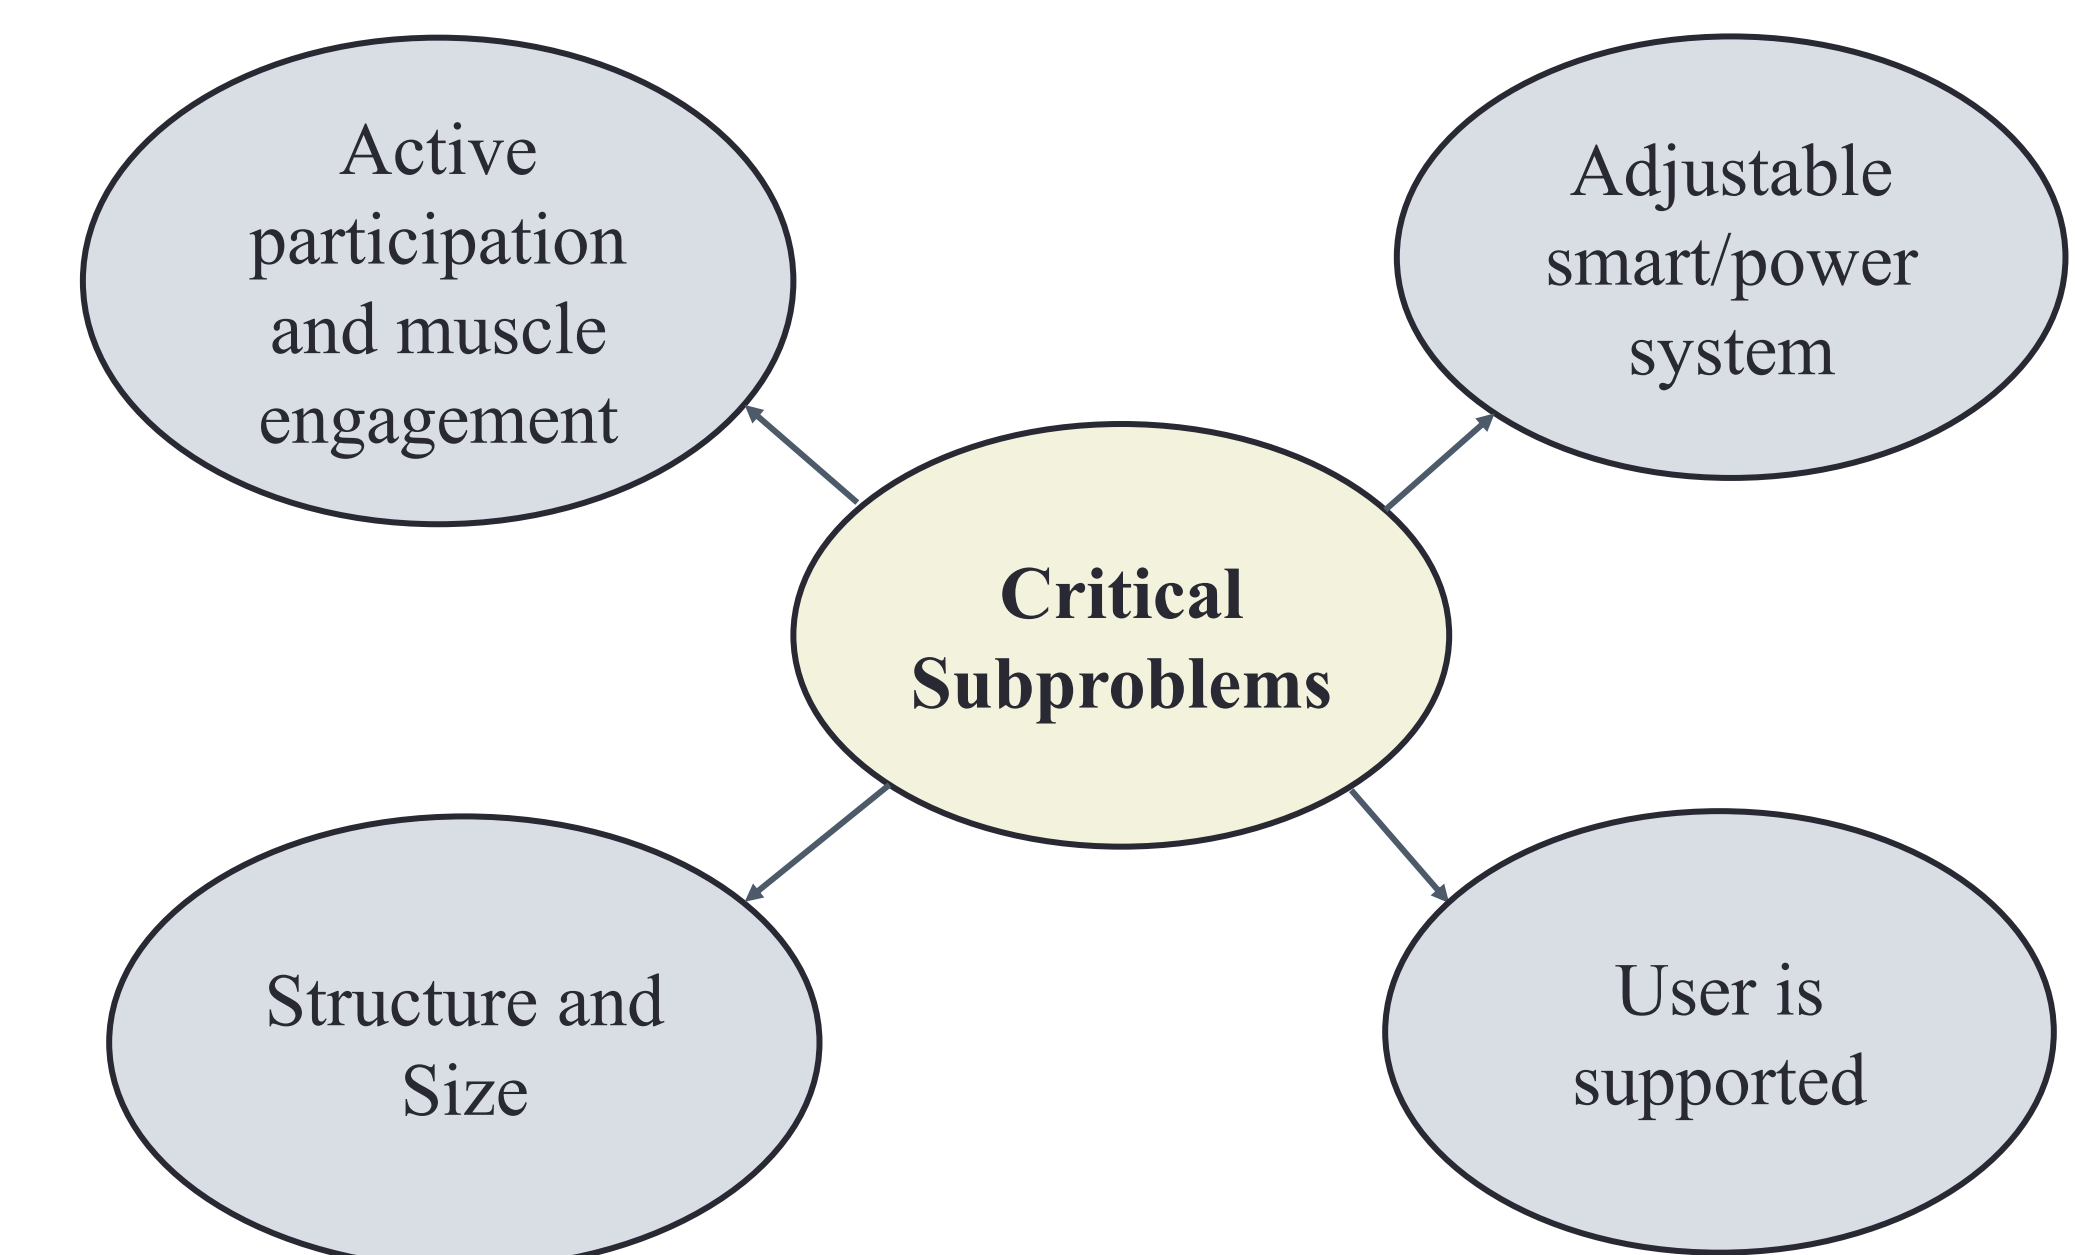 Active
participation
and muscle
engagement
Adjustable
smart/power
system
Critical
Subproblems
Structure and
Size
User is
supported